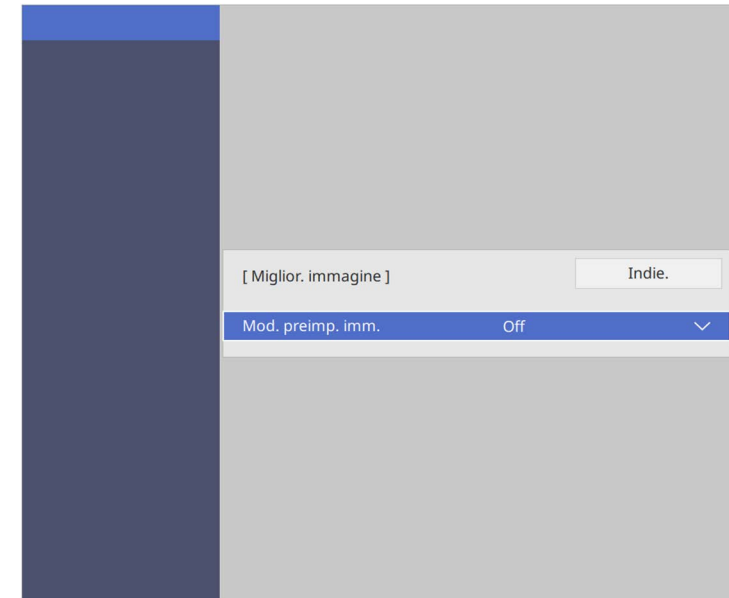 [ Miglior. immagine ] Indie.
Mod. preimp. imm. Off